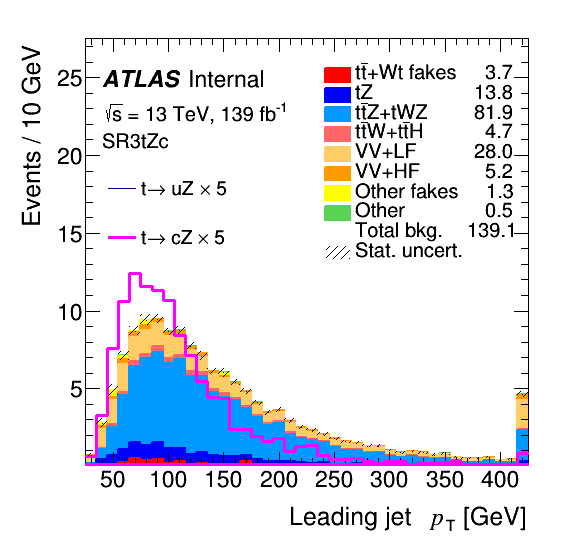 ATLAS Internal
√s = 13 TeV, 139 fb⁻¹
SR3tZc
t→ uZ × 5
t→ cZ × 5
tt̄+Wt fakes 3.7
tZ 13.8
tt̄Z+tWZ 81.9
tt̄W+tt̄H 4.7
VV+LF 28.0
VV+HF 5.2
Other fakes 1.3
Other 0.5
Total bkg. 139.1
Stat. uncert.
Events / 10 GeV
25
20
15
10
5
50 100 150 200 250 300 350 400
Leading jet p_T [GeV]